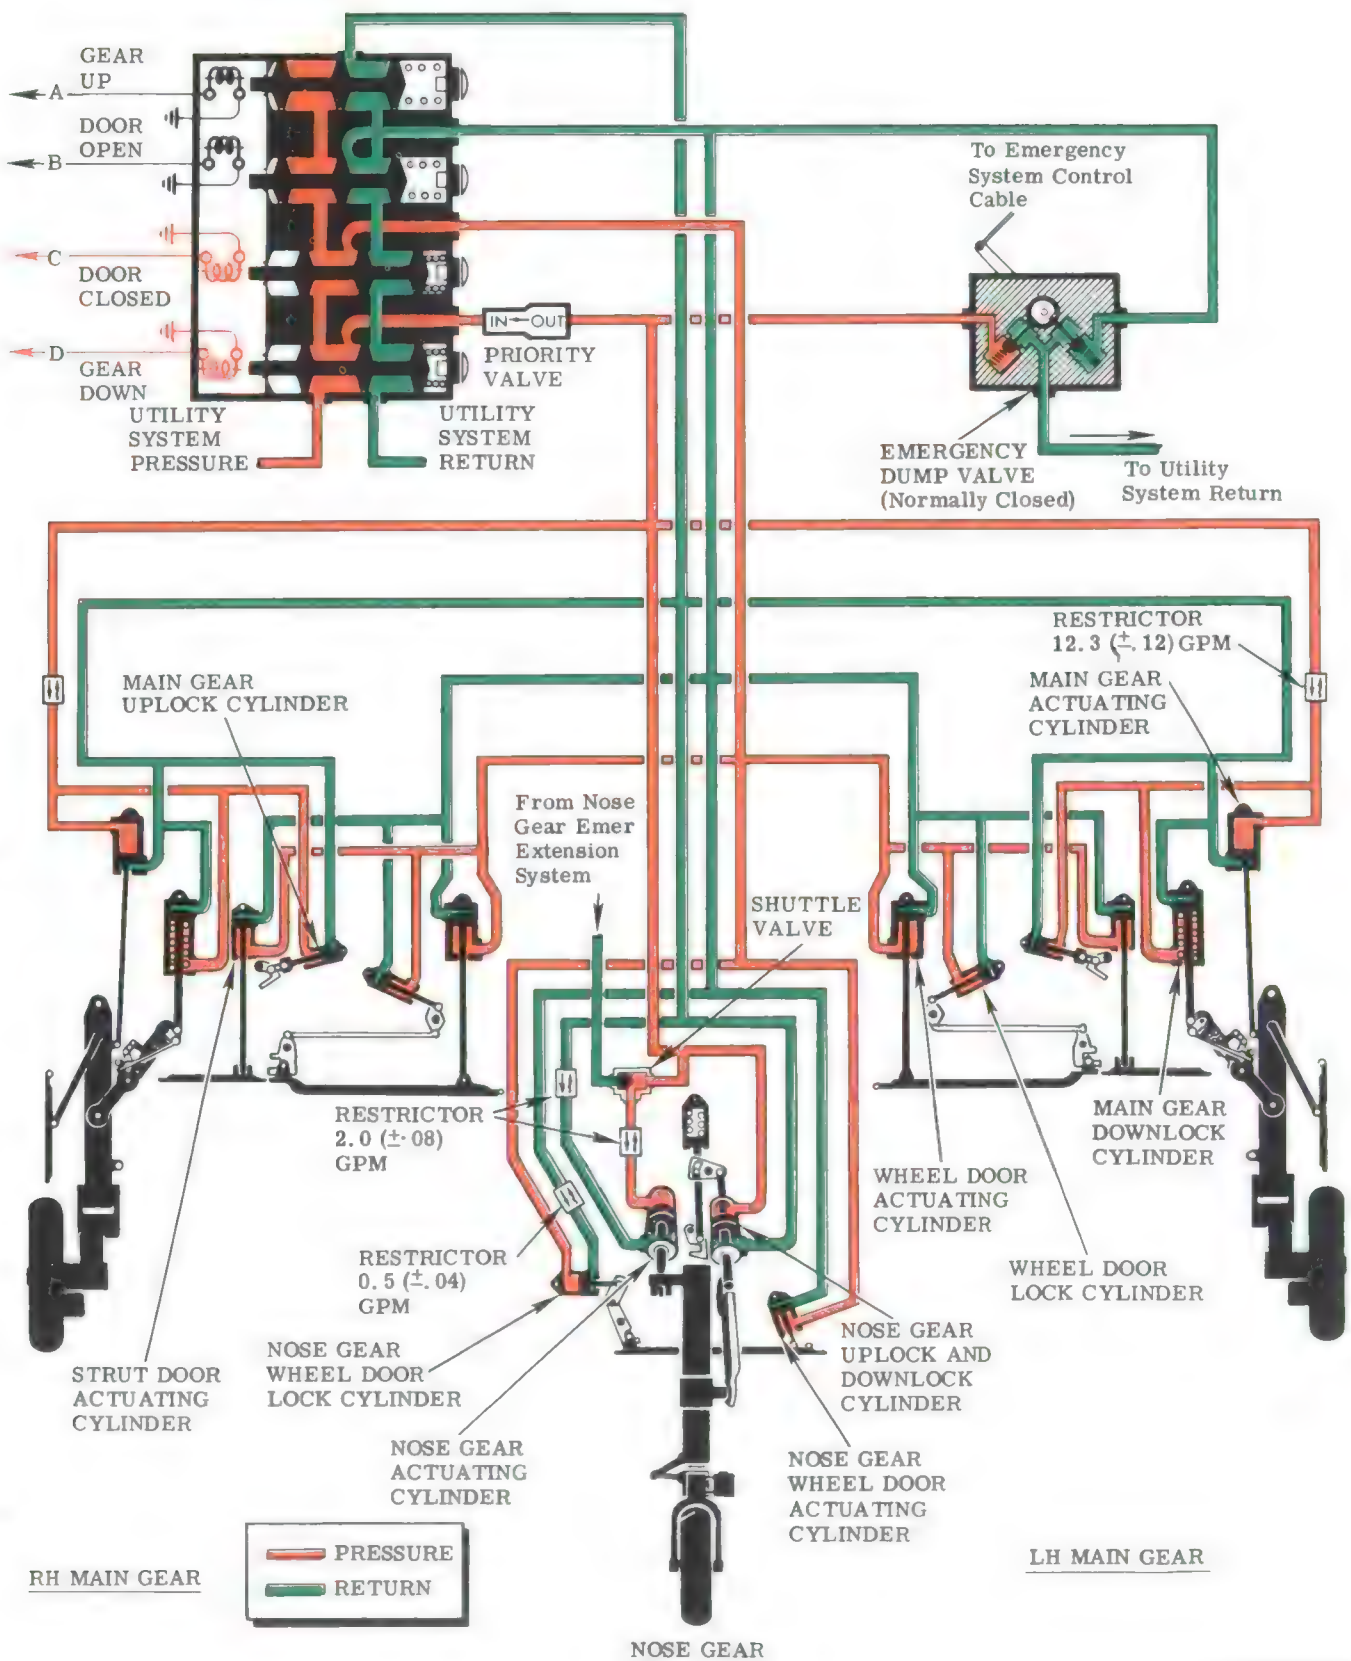 GEAR
UP
A
DOOR
OPEN
B
C
DOOR
CLOSED
D
GEAR
DOWN
UTILITY
SYSTEM
PRESSURE
UTILITY
SYSTEM
RETURN
IN OUT
PRIORITY
VALVE
To Emergency
System Control
Cable
EMERGENCY
DUMP VALVE
(Normally Closed)
To Utility
System Return
RESTRICTOR
12.3 (±.12) GPM
MAIN GEAR
ACTUATING
CYLINDER
MAIN GEAR
UPLOCK CYLINDER
From Nose
Gear Emer
Extension
System
SHUTTLE
VALVE
RESTRICTOR
2.0 (±.08)
GPM
RESTRICTOR
0.5 (±.04)
GPM
MAIN GEAR
DOWNLOCK
CYLINDER
WHEEL DOOR
ACTUATING
CYLINDER
WHEEL DOOR
LOCK CYLINDER
STRUT DOOR
ACTUATING
CYLINDER
NOSE GEAR
WHEEL DOOR
LOCK CYLINDER
NOSE GEAR
ACTUATING
CYLINDER
NOSE GEAR
UPLOCK AND
DOWNLOCK
CYLINDER
NOSE GEAR
WHEEL DOOR
ACTUATING
CYLINDER
PRESSURE
RETURN
RH MAIN GEAR
LH MAIN GEAR
NOSE GEAR